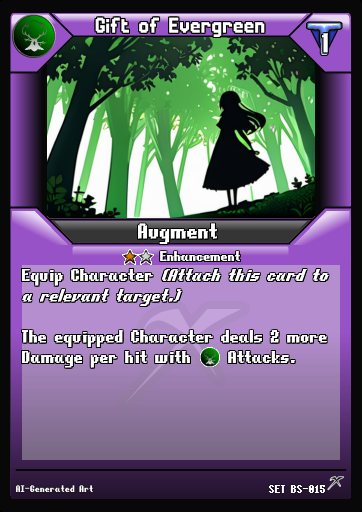 Gift of Evergreen
1
Augment
Enhancement
Equip Character (Attach this card to
a relevant target.)
The equipped Character deals 2 more
Damage per hit with Attacks.
AI-Generated Art
SET BS-015